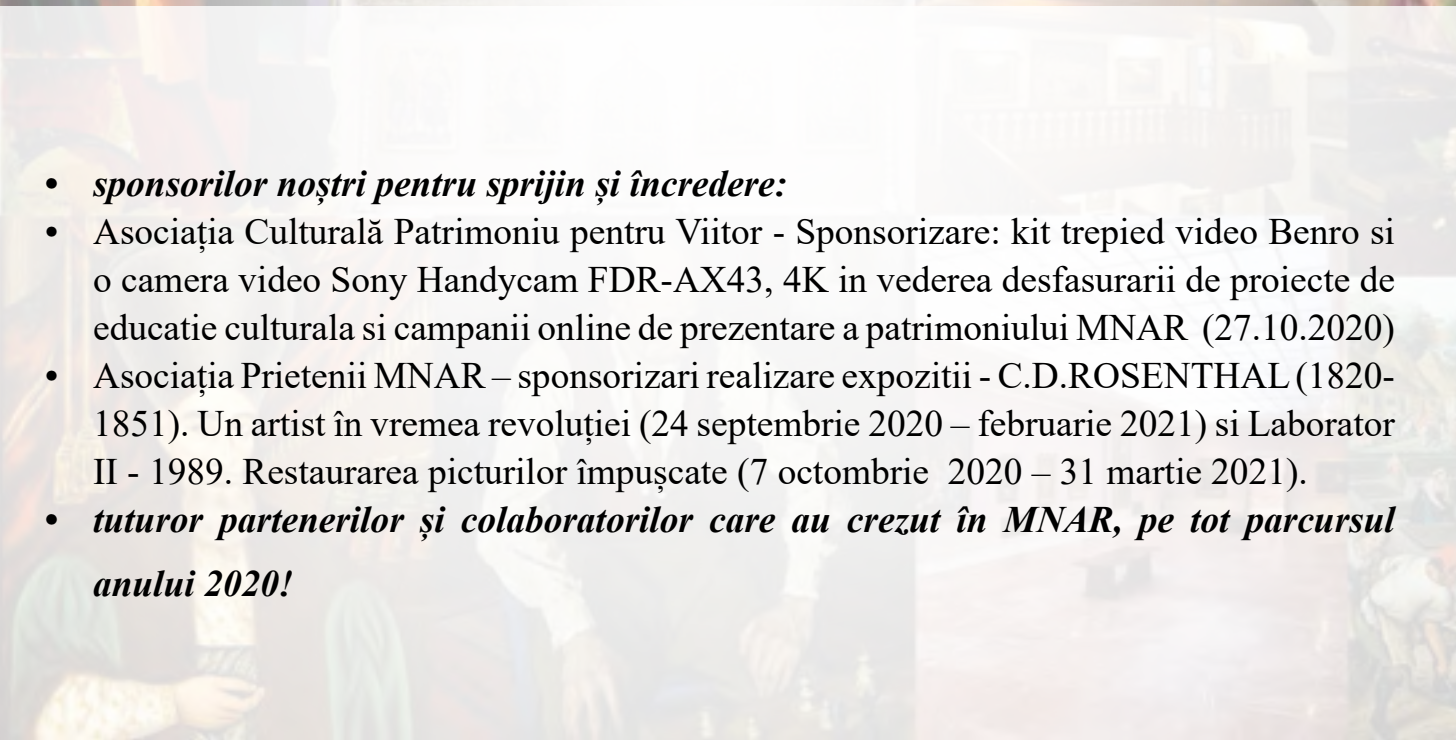 • sponsorilor noștri pentru sprijin și încredere:
• Asociația Culturală Patrimoniu pentru Viitor - Sponsorizare: kit trepied video Benro si
o camera video Sony Handycam FDR-AX43, 4K in vederea desfasurarii de proiecte de
educatie culturala si campanii online de prezentare a patrimoniului MNAR (27.10.2020)
• Asociația Prietenii MNAR – sponsorizari realizare expozitii - C.D.ROSENTHAL (1820-
1851). Un artist în vremea revoluției (24 septembrie 2020 – februarie 2021) si Laborator
II - 1989. Restaurarea picturilor împușcate (7 octombrie 2020 – 31 martie 2021).
• tuturor partenerilor și colaboratorilor care au crezut în MNAR, pe tot parcursul
anului 2020!